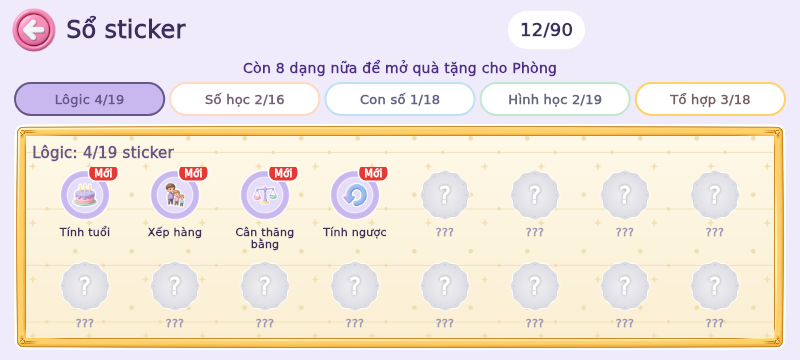 Sổ sticker
12/90
Còn 8 dạng nữa để mở quà tặng cho Phòng
Lôgic 4/19
Số học 2/16
Con số 1/18
Hình học 2/19
Tổ hợp 3/18
Lôgic: 4/19 sticker
Mới
Mới
Mới
Mới
? ? ? ?
Tính tuổi
Xếp hàng
Cân thăng
bằng
Tính ngược
???
???
???
???
? ? ? ? ? ? ? ?
???
???
???
???
???
???
???
???